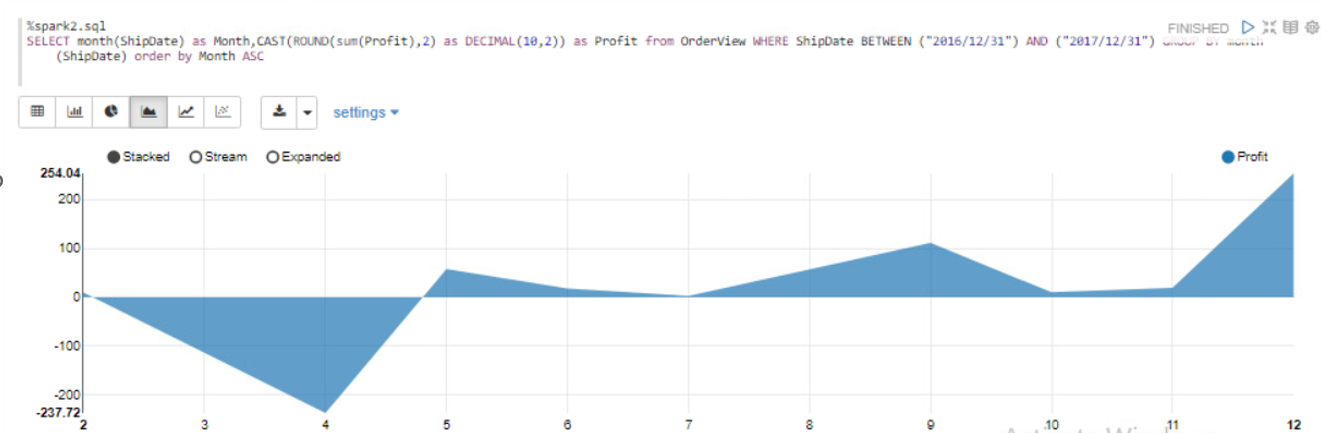 %spark2.sql
SELECT month(ShipDate) as Month,CAST(ROUND(sum(Profit),2) as DECIMAL(10,2)) as Profit from OrderView WHERE ShipDate BETWEEN ("2016/12/31") AND ("2017/12/31") GROUP BY month
(ShipDate) order by Month ASC
FINISHED
settings
Stacked Stream Expanded
Profit
254.04
200
100
0
-100
-200
-237.72
2 3 4 5 6 7 8 9 10 11 12